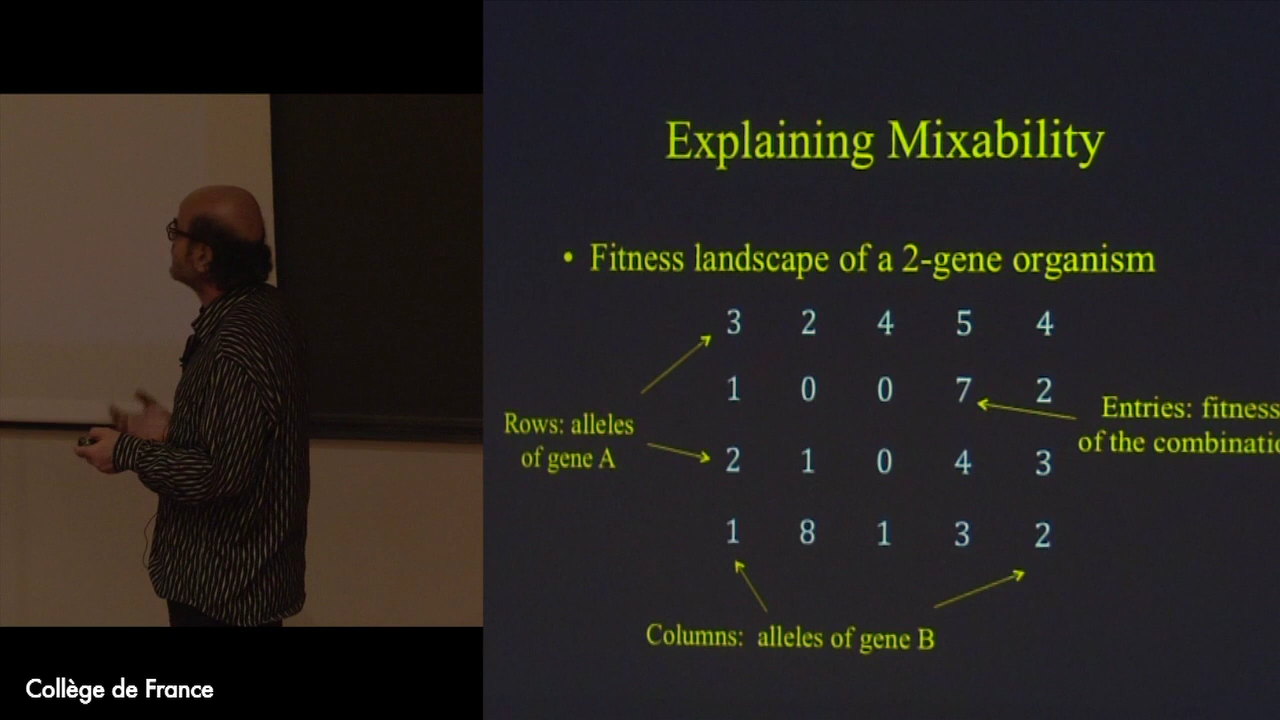 Explaining Mixability
• Fitness landscape of a 2-gene organism
3 2 4 5 4
1 0 0 7 2
Entries: fitness
of the
Rows: alleles
of gene A
2 1 0 4 3
1 8 1 3 2
Columns: alleles of gene B
Collège de France